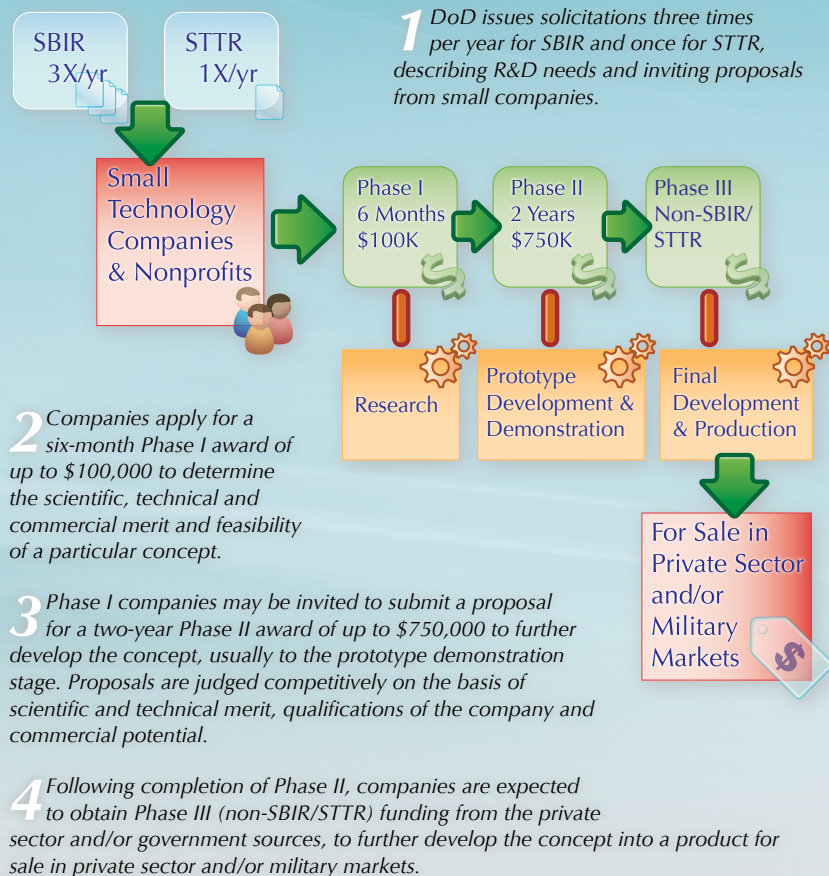 SBIR
3X/yr
STTR
1X/yr
1 DoD issues solicitations three times
per year for SBIR and once for STTR,
describing R&D needs and inviting proposals
from small companies.
Small
Technology
Companies
& Nonprofits
Phase I
6 Months
$100K
Phase II
2 Years
$750K
Phase III
Non-SBIR/
STTR
$
$
$
Research
Prototype
Development &
Demonstration
Final
Development
& Production
2 Companies apply for a
six-month Phase I award of
up to $100,000 to determine
the scientific, technical and
commercial merit and feasibility
of a particular concept.
For Sale in
Private Sector
and/or
Military
Markets
$
3 Phase I companies may be invited to submit a proposal
for a two-year Phase II award of up to $750,000 to further
develop the concept, usually to the prototype demonstration
stage. Proposals are judged competitively on the basis of
scientific and technical merit, qualifications of the company and
commercial potential.
4 Following completion of Phase II, companies are expected
to obtain Phase III (non-SBIR/STTR) funding from the private
sector and/or government sources, to further develop the concept into a product for
sale in private sector and/or military markets.